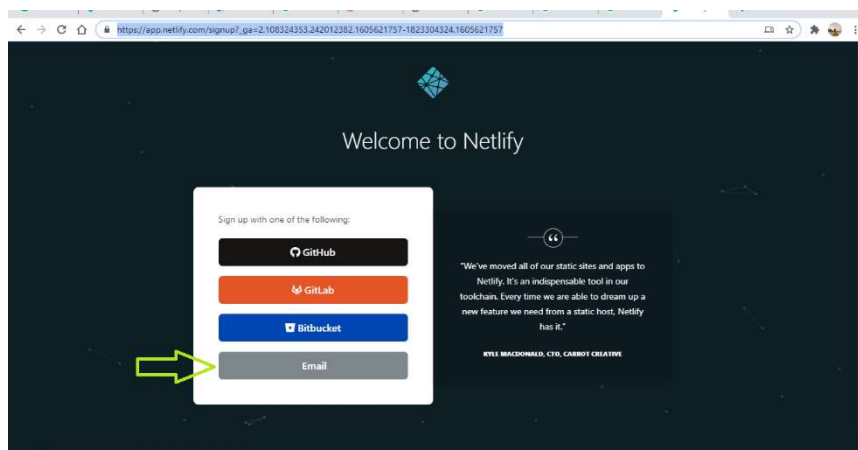 https://app.netlify.com/signup?_ga=2.108324353.242012382.1605621757-1823304324.1605621757
Welcome to Netlify
Sign up with one of the following:
GitHub
GitLab
Bitbucket
Email
"We've moved all of our static sites and apps to
Netlify. It's an indispensable tool in our
toolchain. Every time we are able to dream up a
new feature we need from a static host, Netlify
has it."
KYLE MACDONALD, CTO, CARROT CREATIVE